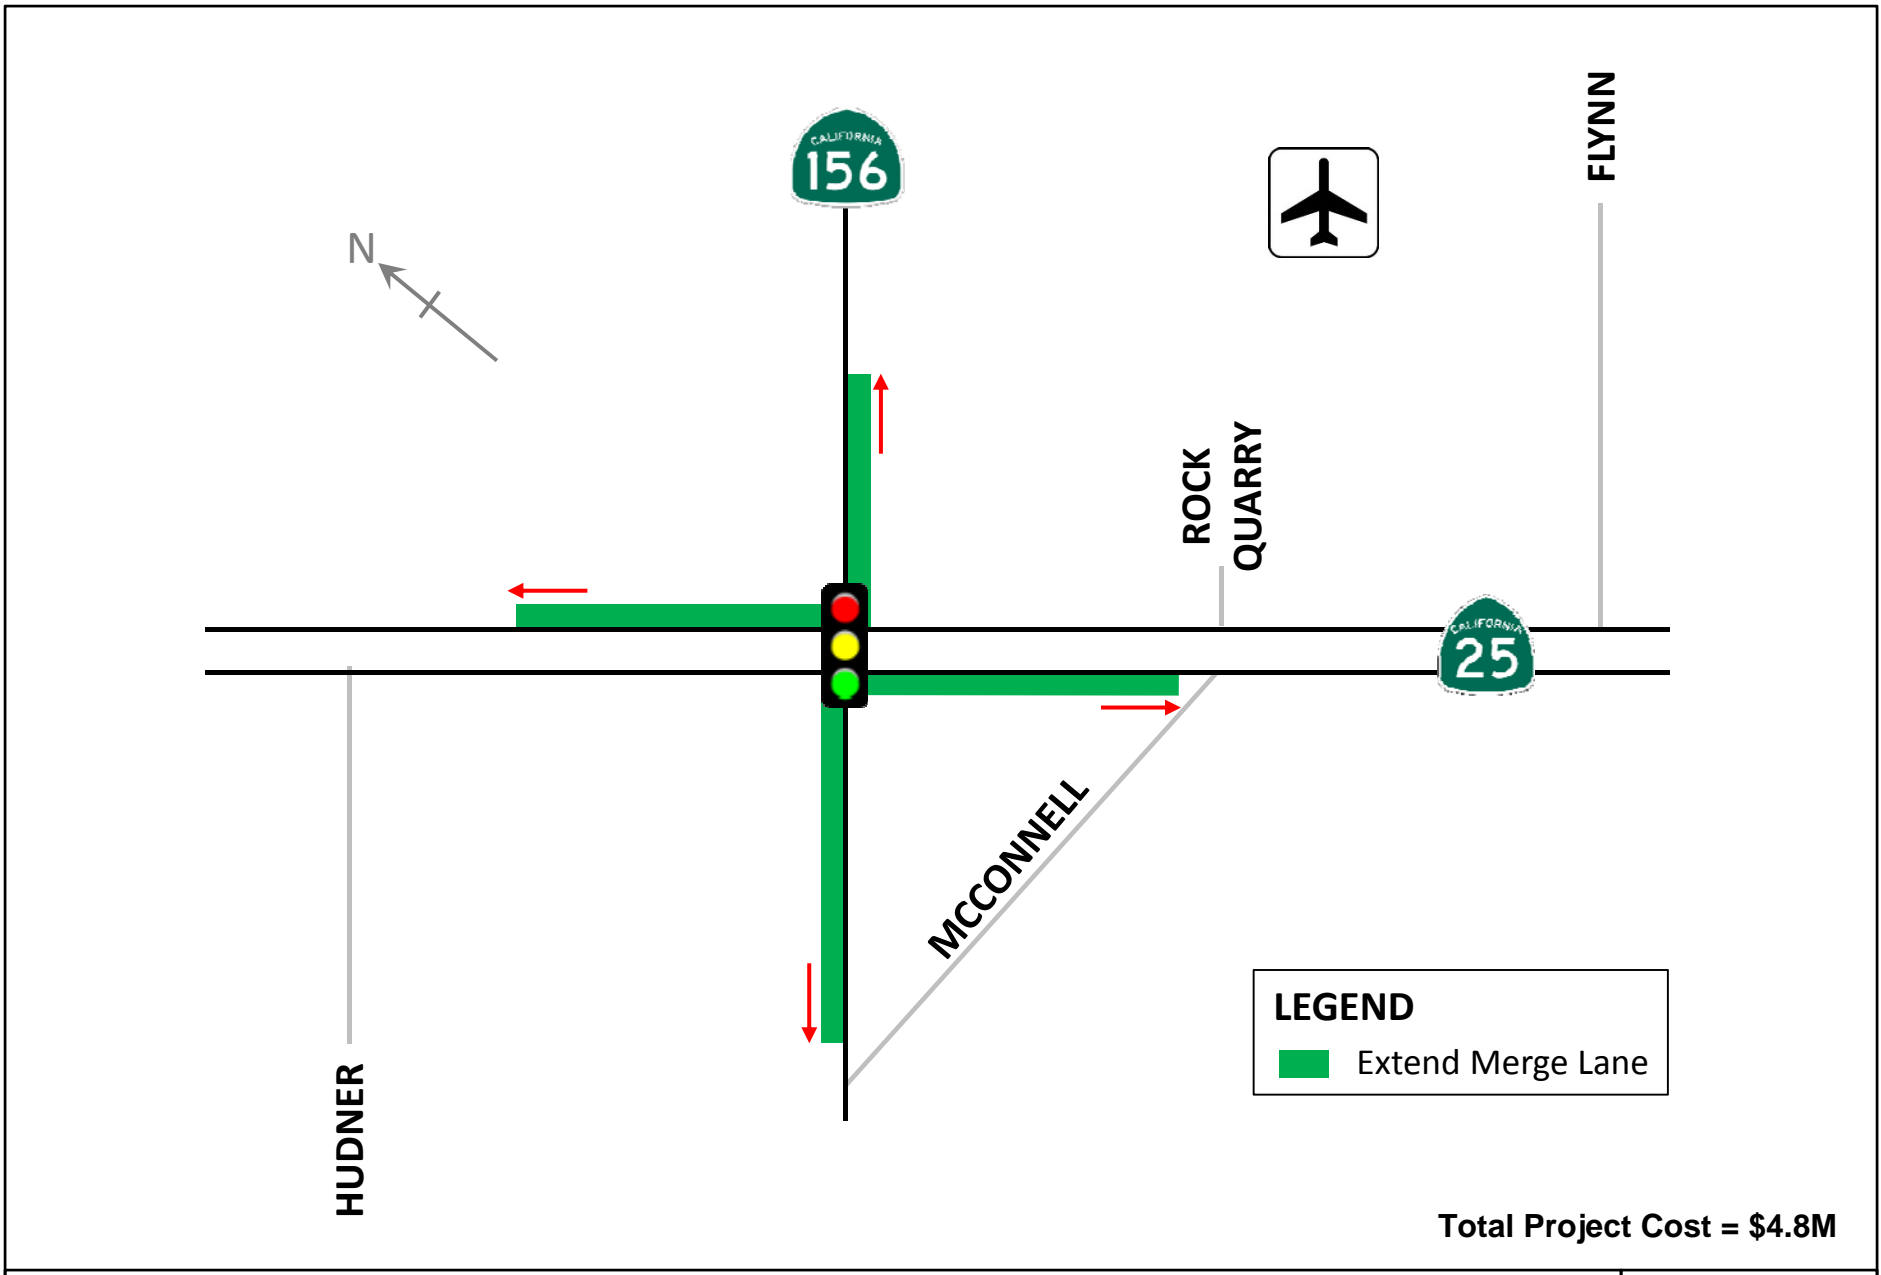 FLYNN
CALIFORNIA
156
N
ROCK
QUARRY
CALIFORNIA
25
MCCONNELL
LEGEND
Extend Merge Lane
HUDNER
Total Project Cost = $4.8M